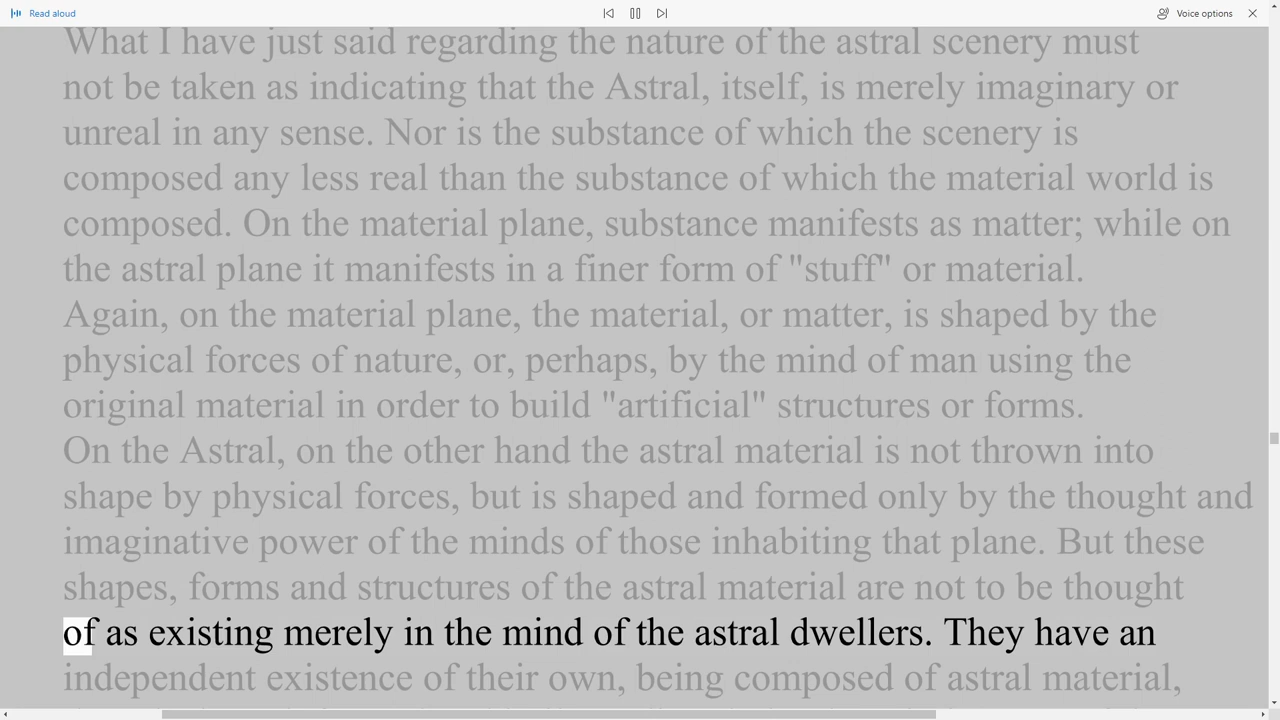 Read aloud
Voice options
What I have just said regarding the nature of the astral scenery must
not be taken as indicating that the Astral, itself, is merely imaginary or
unreal in any sense. Nor is the substance of which the scenery is
composed any less real than the substance of which the material world is
composed. On the material plane, substance manifests as matter; while on
the astral plane it manifests in a finer form of "stuff" or material.
Again, on the material plane, the material, or matter, is shaped by the
physical forces of nature, or, perhaps, by the mind of man using the
original material in order to build "artificial" structures or forms.
On the Astral, on the other hand the astral material is not thrown into
shape by physical forces, but is shaped and formed only by the thought and
imaginative power of the minds of those inhabiting that plane. But these
shapes, forms and structures of the astral material are not to be thought
of as existing merely in the mind of the astral dwellers. They have an
independent existence of their own, being composed of astral material,